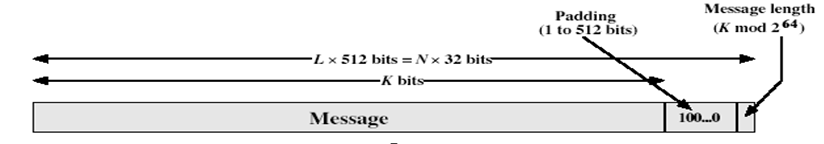 Padding
(1 to 512 bits)
Message length
(K mod 2^64)
L × 512 bits = N × 32 bits
K bits
Message
100...0